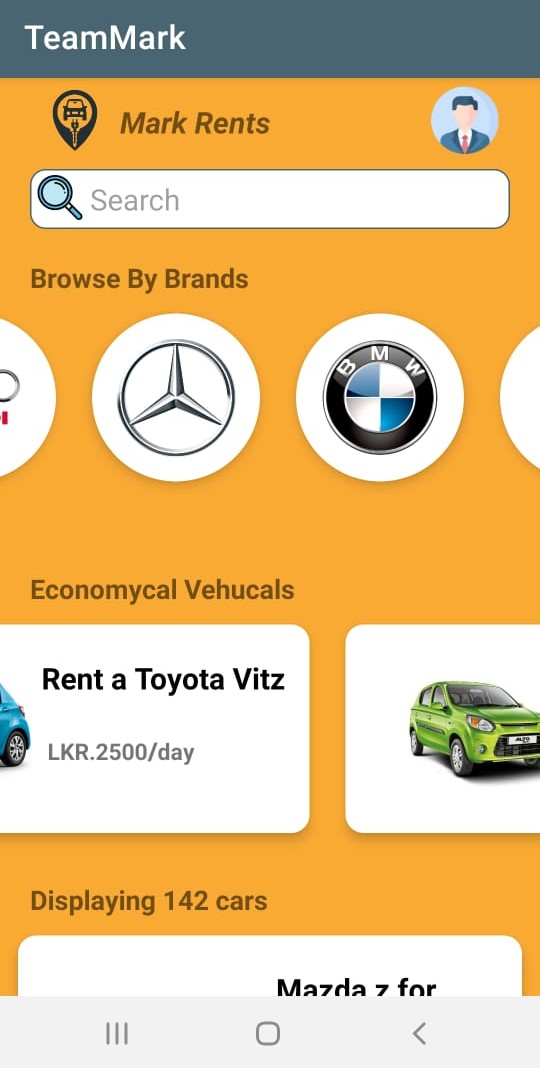 TeamMark
Mark Rents
Search
Browse By Brands
BMW
Economycal Vehucals
Rent a Toyota Vitz
LKR.2500/day
ALTO
Displaying 142 cars
Mazda z for